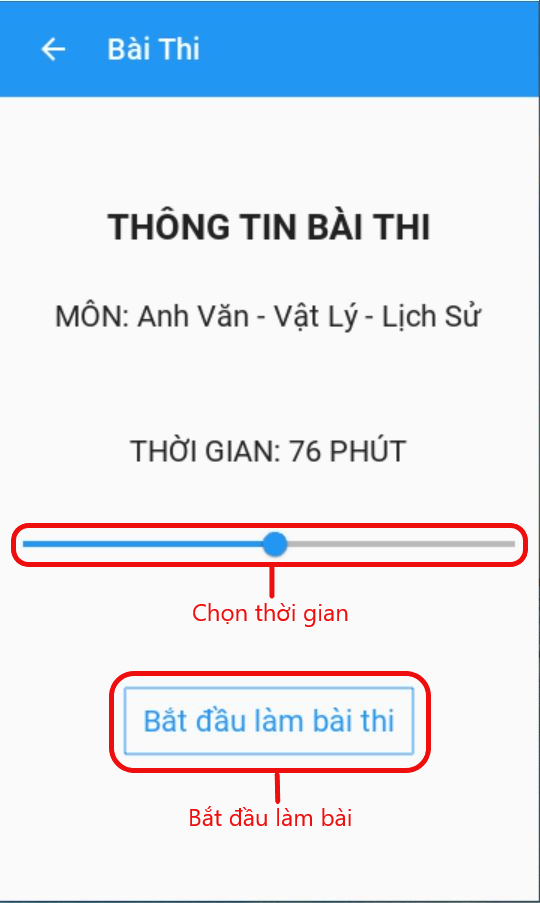 Bài Thi
THÔNG TIN BÀI THI
MÔN: Anh Văn - Vật Lý - Lịch Sử
THỜI GIAN: 76 PHÚT
Chọn thời gian
Bắt đầu làm bài thi
Bắt đầu làm bài